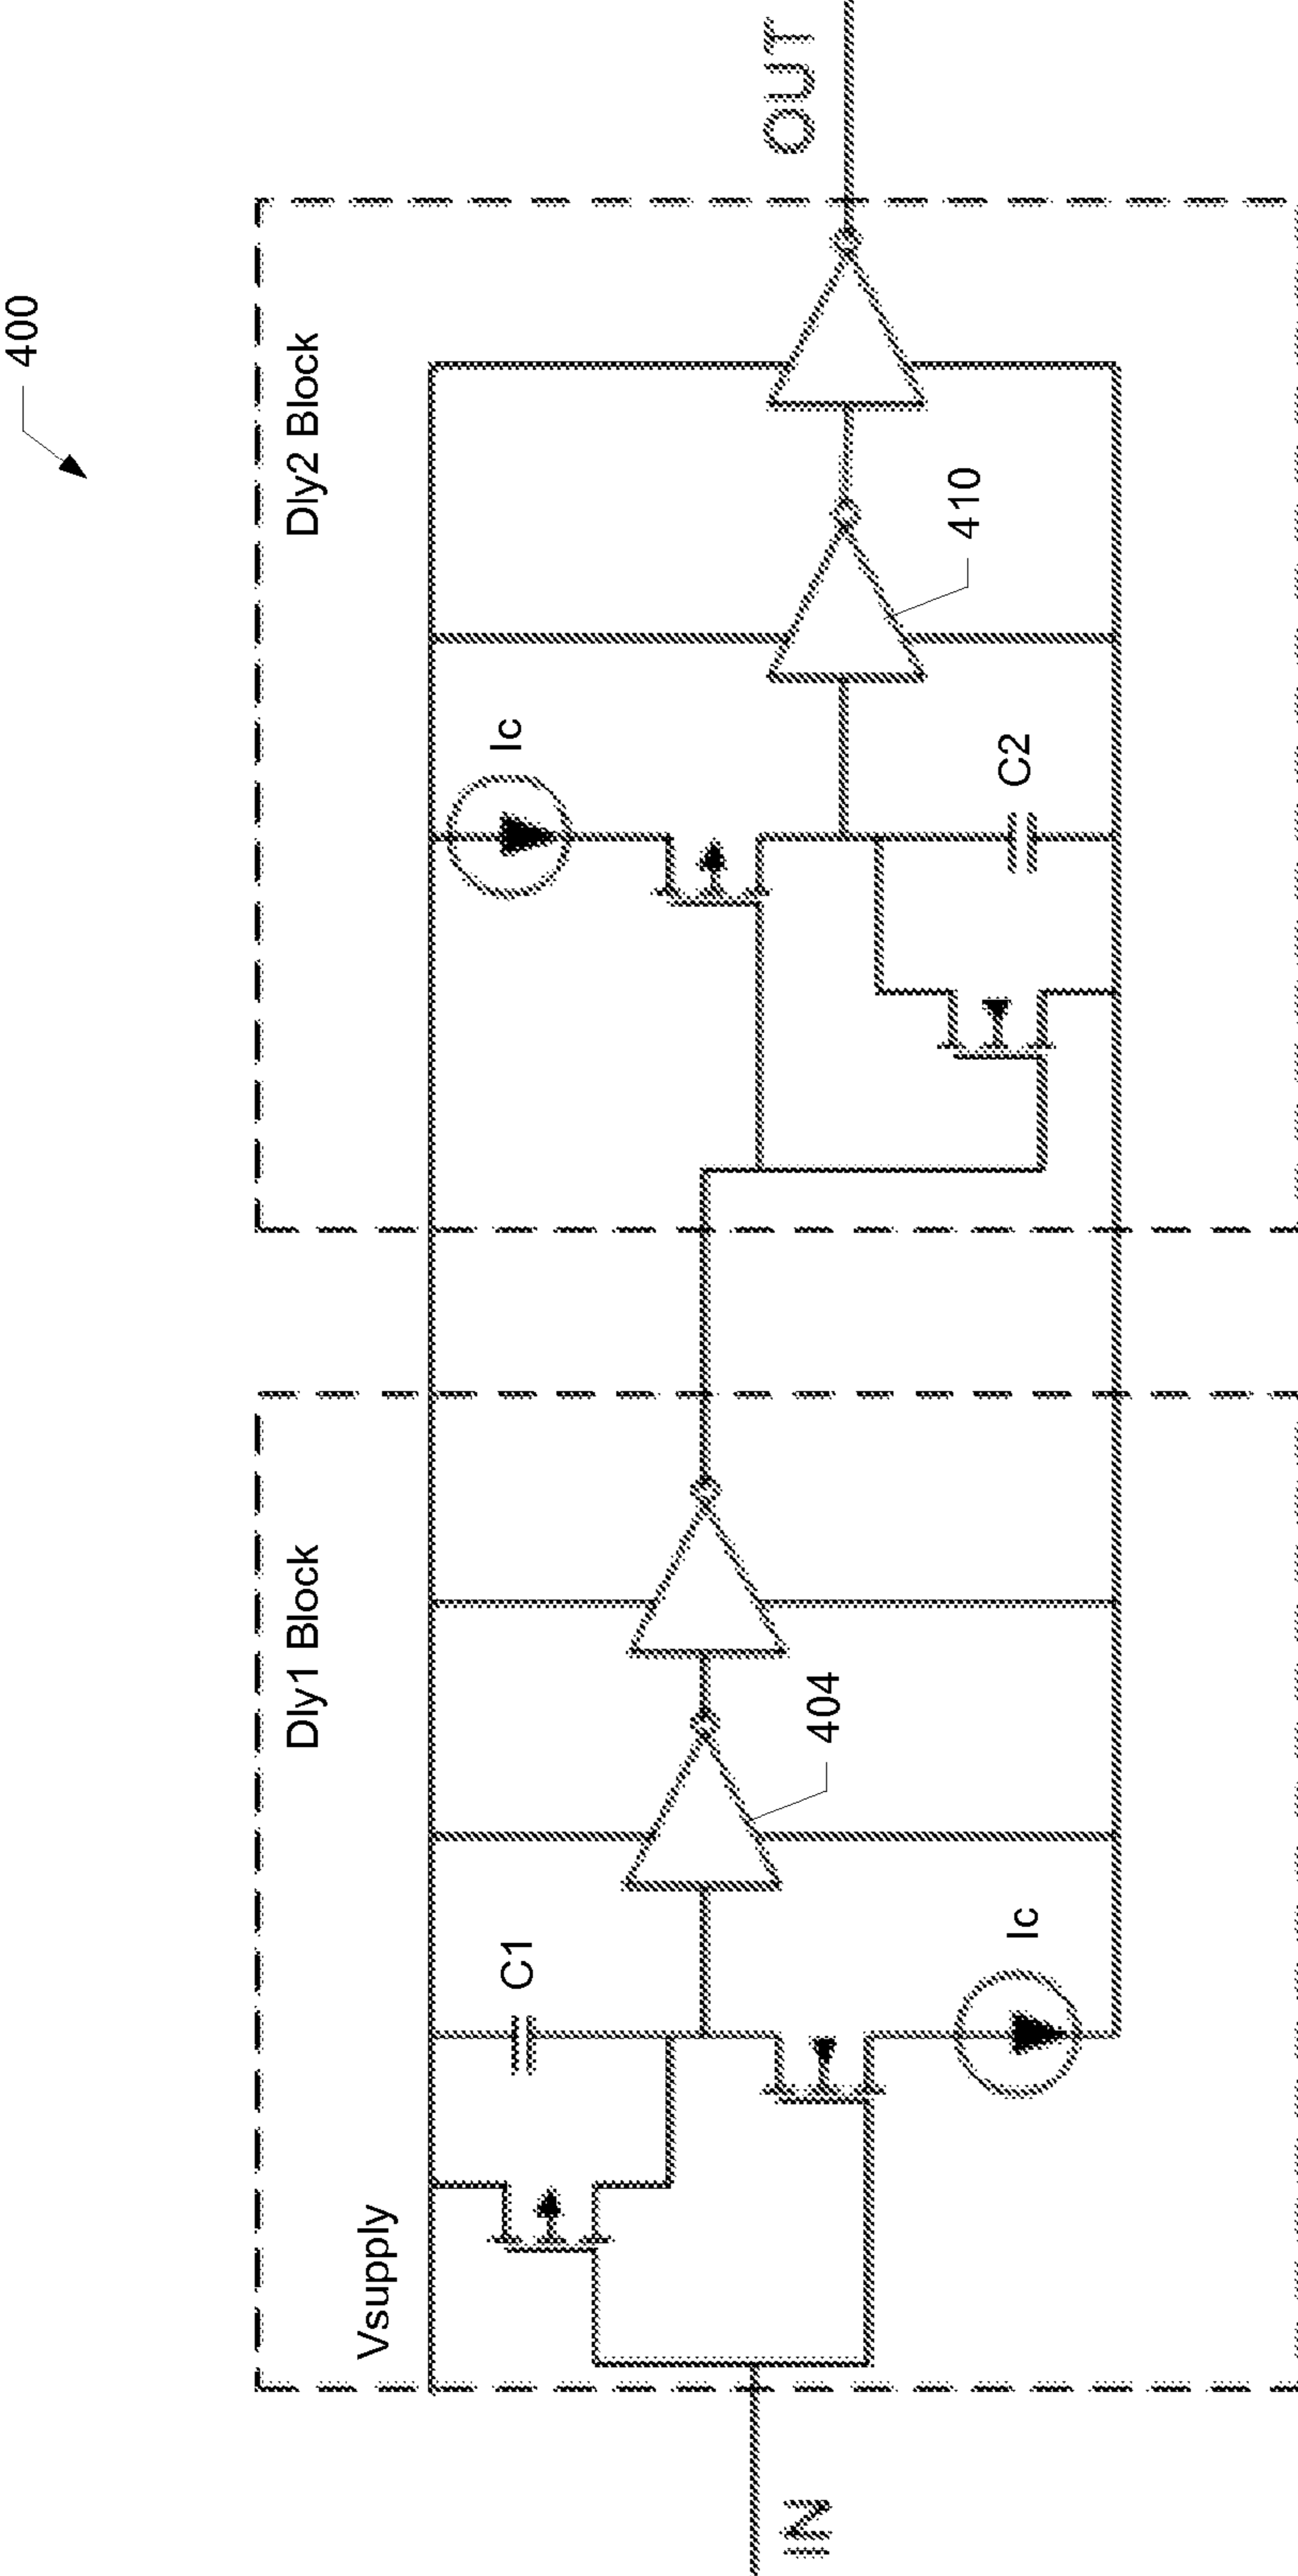 400
Dly1 Block
Dly2 Block
Vsupply
C1
Ic
404
Ic
C2
410
IN
OUT